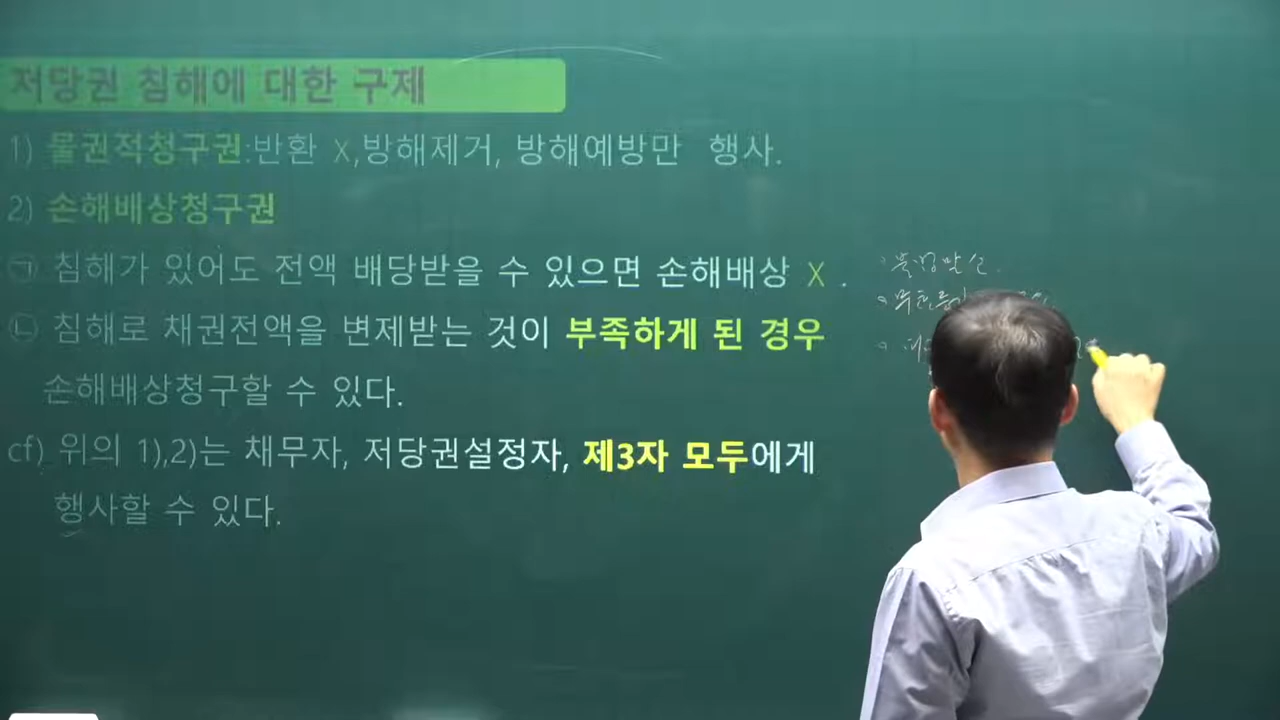 저당권 침해에 대한 구제
1) 물권적청구권:반환 X,방해제거, 방해예방만 행사.
2) 손해배상청구권
㉠ 침해가 있어도 전액 배당받을 수 있으면 손해배상 X .
㉡ 침해로 채권전액을 변제받는 것이 부족하게 된 경우
손해배상청구할 수 있다.
cf) 위의 1),2)는 채무자, 저당권설정자, 제3자 모두에게
행사할 수 있다.